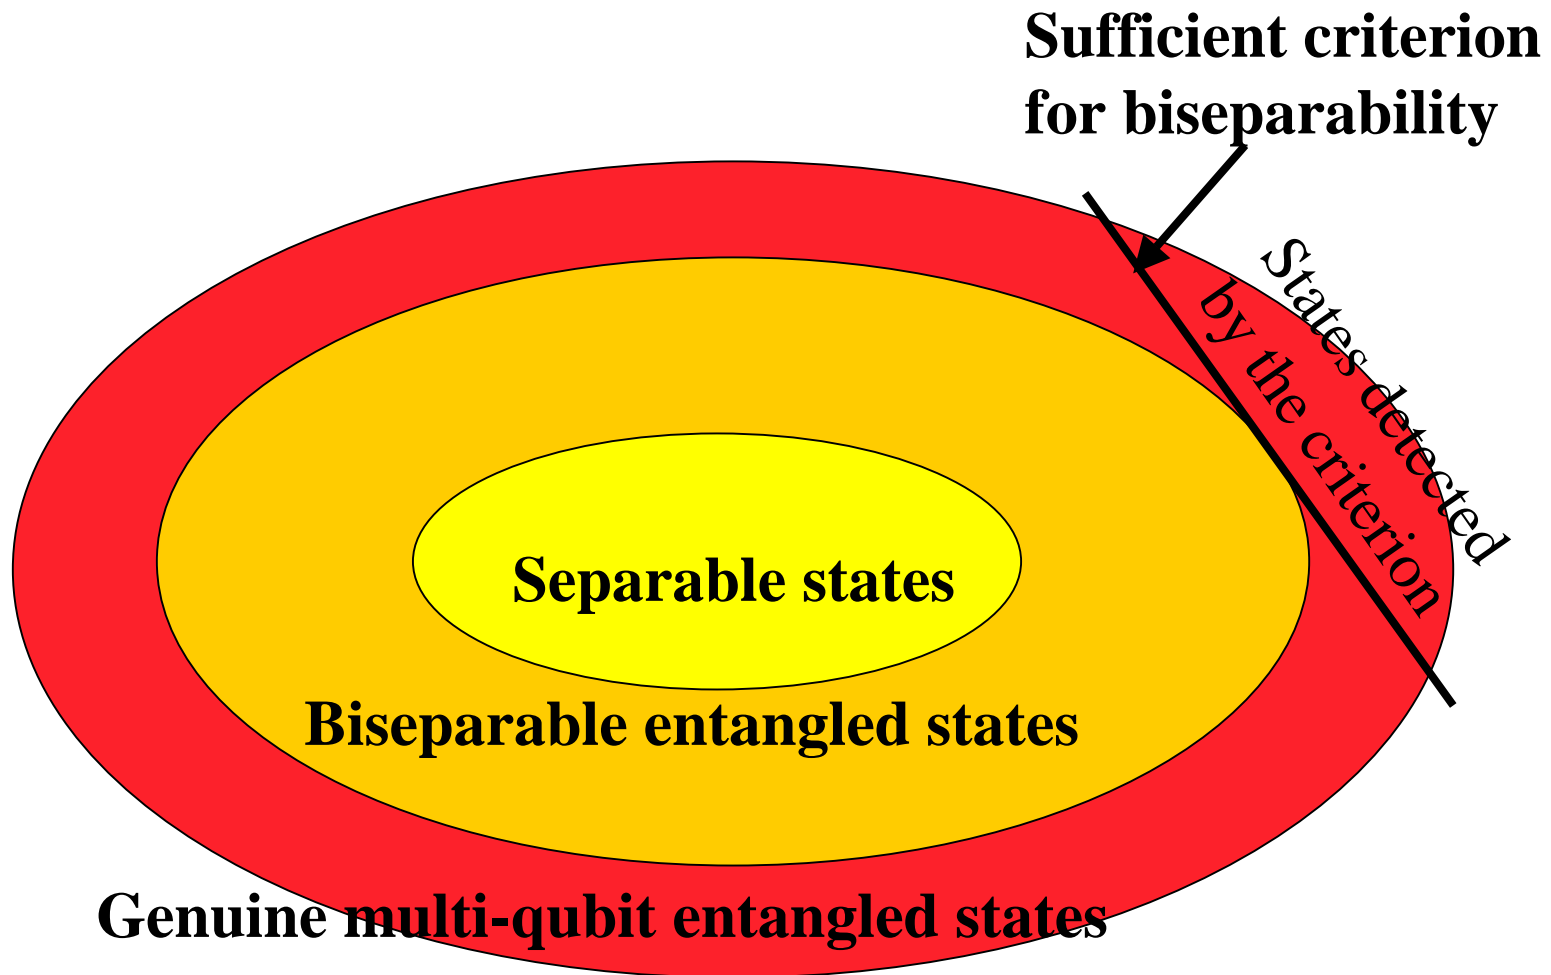 Sufficient criterion
for biseparability
States detected
by the criterion
Separable states
Biseparable entangled states
Genuine multi-qubit entangled states